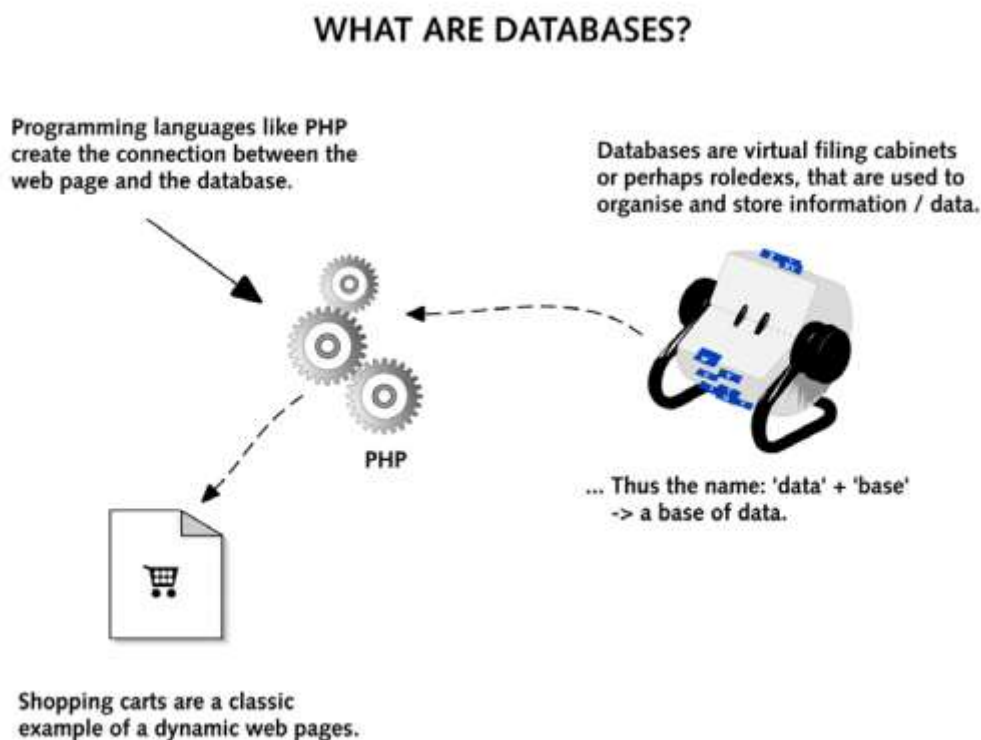 WHAT ARE DATABASES?
Programming languages like PHP
create the connection between the
web page and the database.
Databases are virtual filing cabinets
or perhaps roledexs, that are used to
organise and store information / data.
PHP
... Thus the name: 'data' + 'base'
-> a base of data.
Shopping carts are a classic
example of a dynamic web pages.